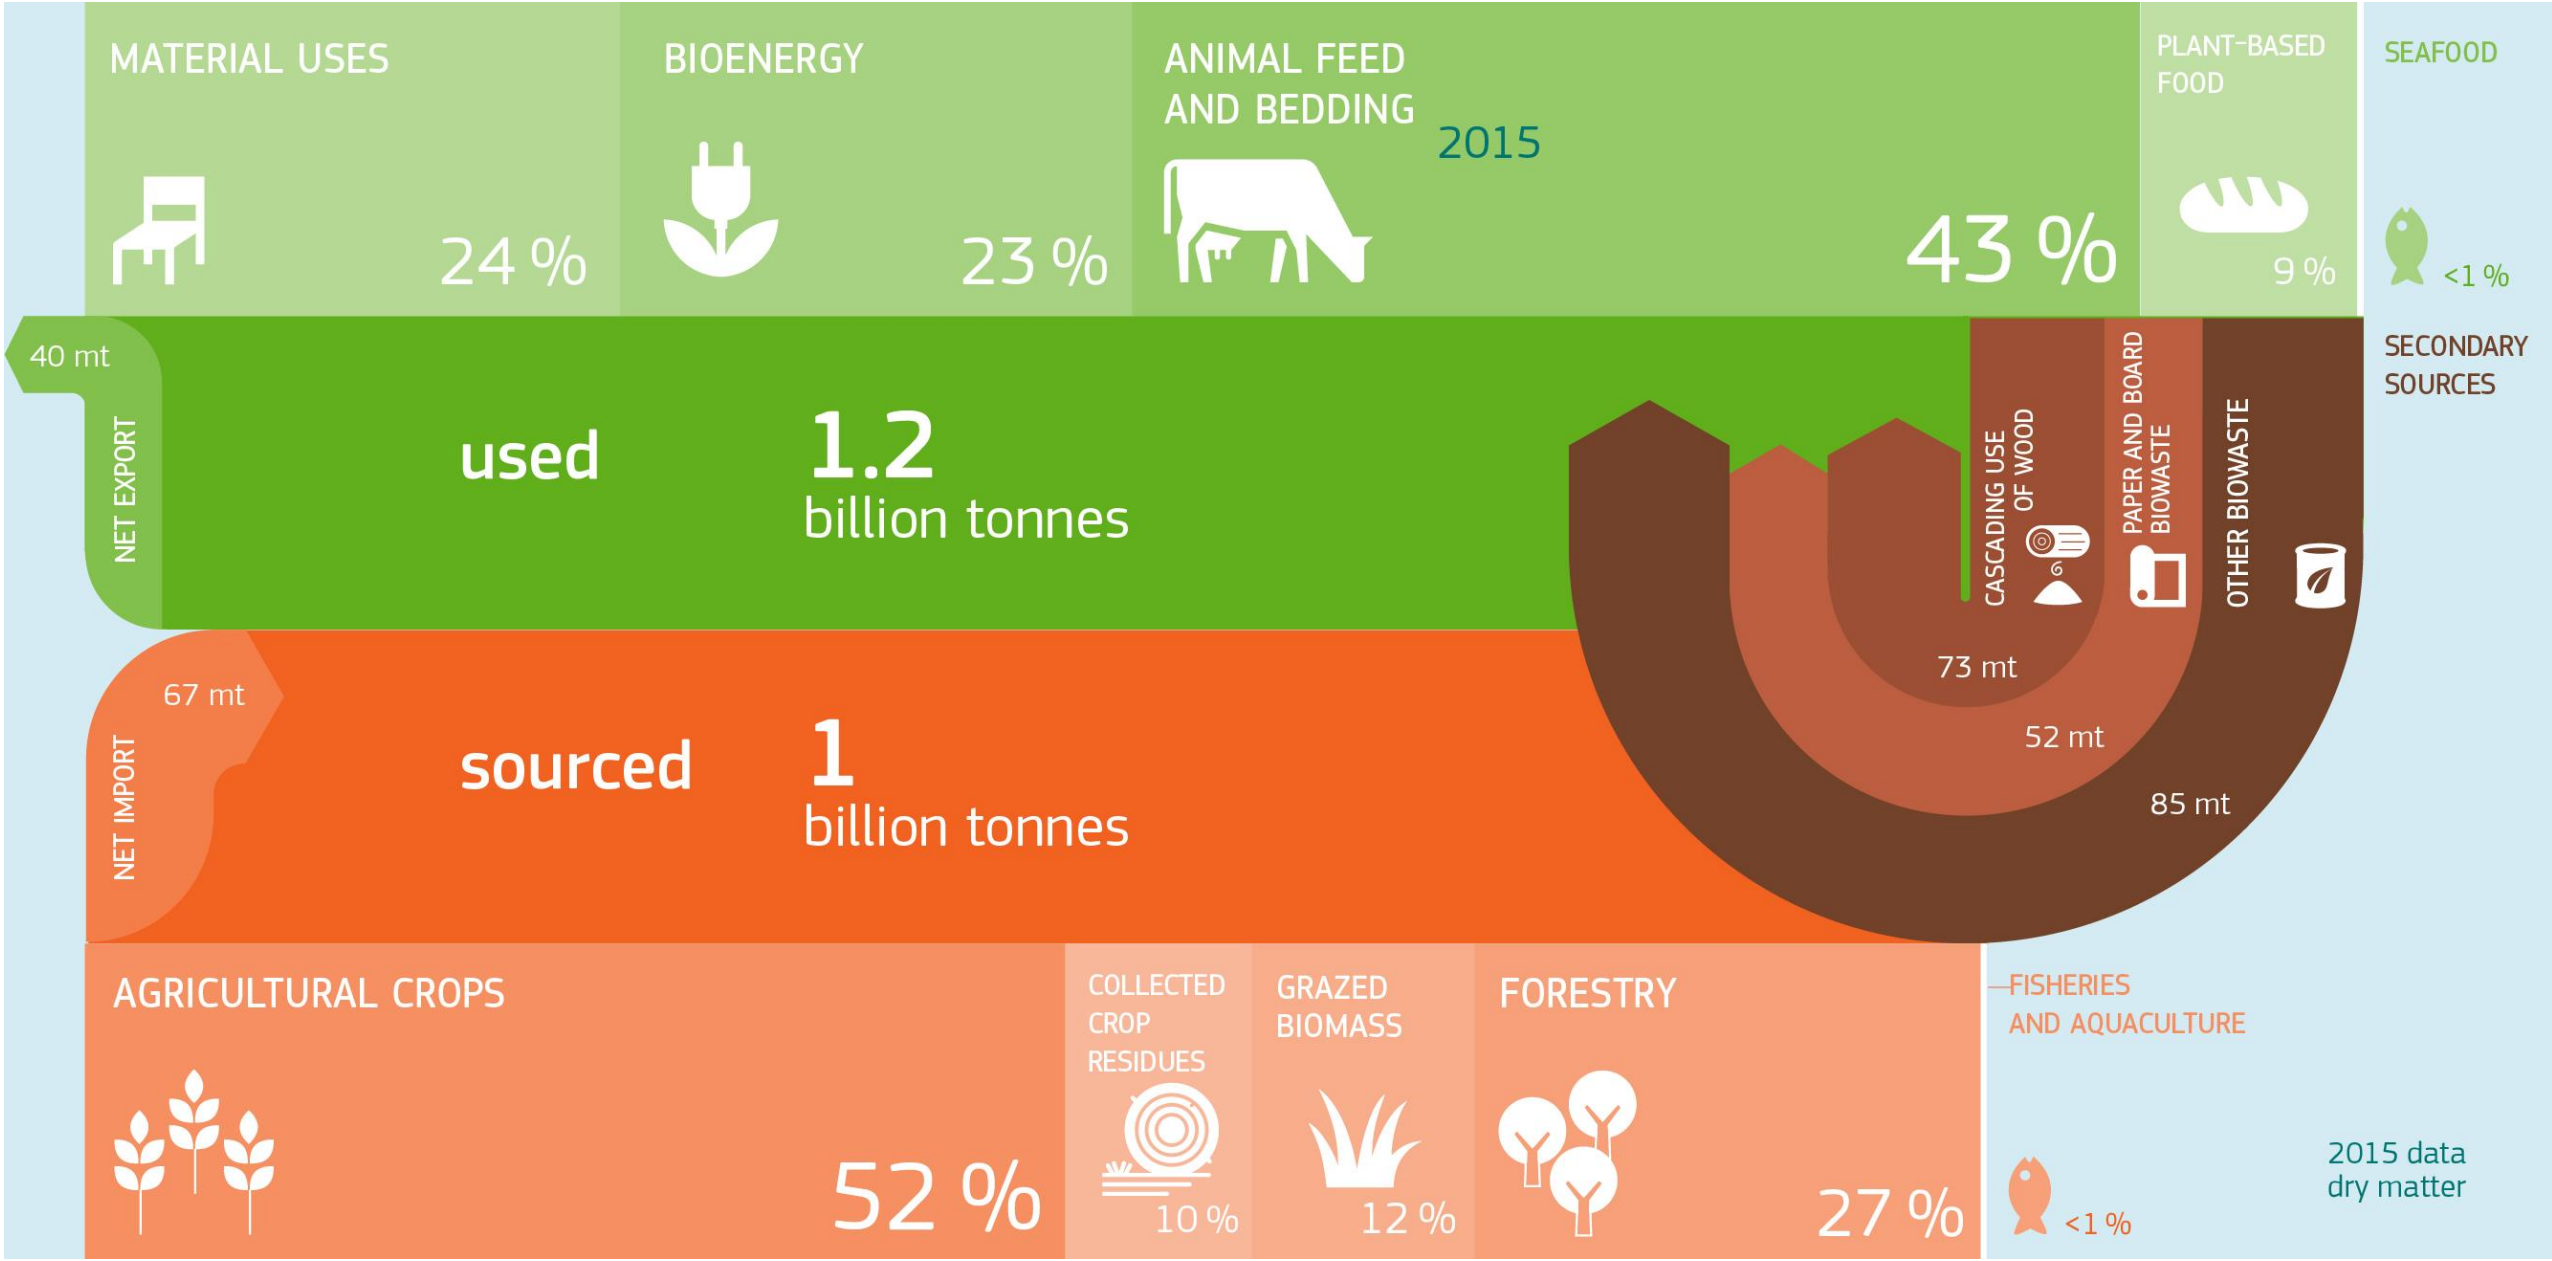 MATERIAL USES
24 %
BIOENERGY
23 %
ANIMAL FEED
AND BEDDING
2015
43 %
PLANT-BASED
FOOD
9 %
SEAFOOD
<1 %
40 mt
NET EXPORT
used
1.2
billion tonnes
CASCADING USE
OF WOOD
PAPER AND BOARD
BIOWASTE
OTHER BIOWASTE
SECONDARY
SOURCES
73 mt
52 mt
85 mt
67 mt
NET IMPORT
sourced
1
billion tonnes
AGRICULTURAL CROPS
52 %
COLLECTED
CROP
RESIDUES
10 %
GRAZED
BIOMASS
12 %
FORESTRY
27 %
FISHERIES
AND AQUACULTURE
<1 %
2015 data
dry matter